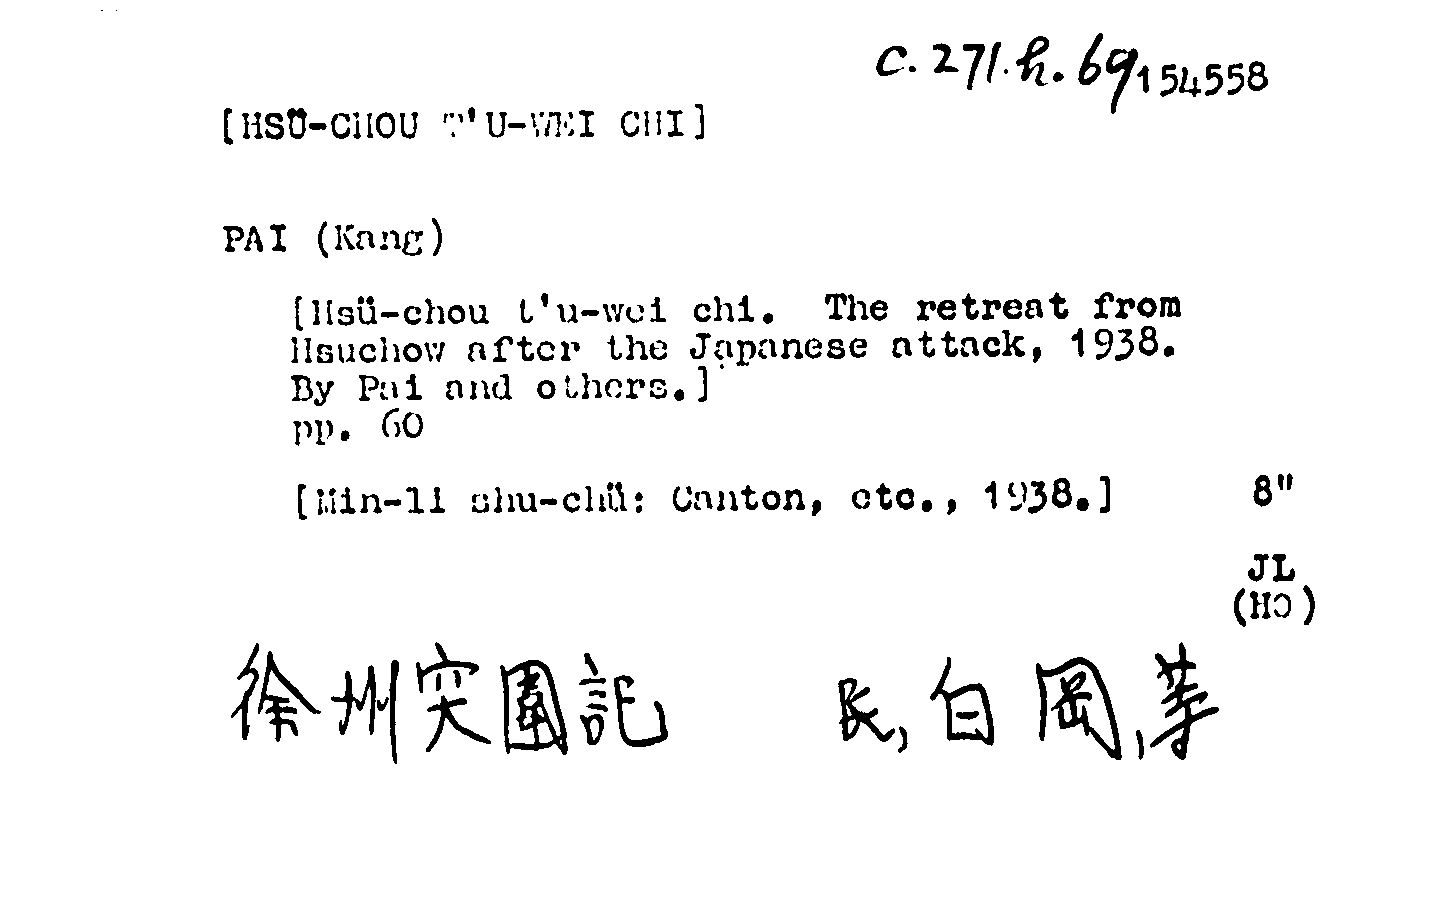 c.271.h.69 154558
[HSÜ-CHOU T'U-WEI CHI]
PAI (Kang)
[Hsü-chou t'u-wei chi. The retreat from
Hsuchow after the Japanese attack, 1938.
By Pai and others.]
pp. 60
[Min-li shu-chü: Canton, etc., 1938.] 8"
JL
(HO)
徐州突圍記 民,白岡,等